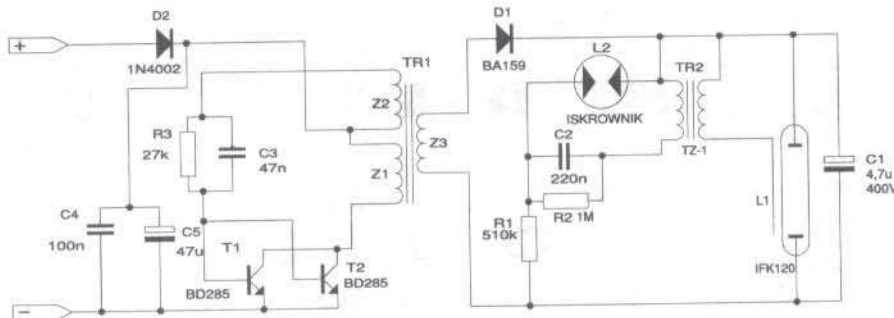 +
D2
1N4002
R3
27k
C3
47n
C4
100n
C5
47u
T1
BD285
T2
BD285
−
TR1
Z2
Z1
Z3
D1
BA159
L2
ISKROWNIK
TR2
TZ-1
C2
220n
R2 1M
R1
510k
L1
IFK120
C1
4,7u
400V